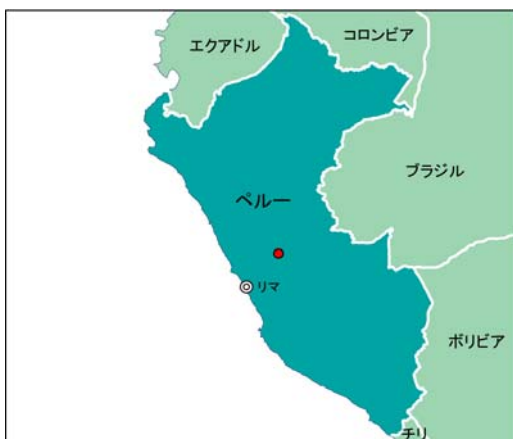 コロンビア
エクアドル
ブラジル
ペルー
リマ
ボリビア
チリ